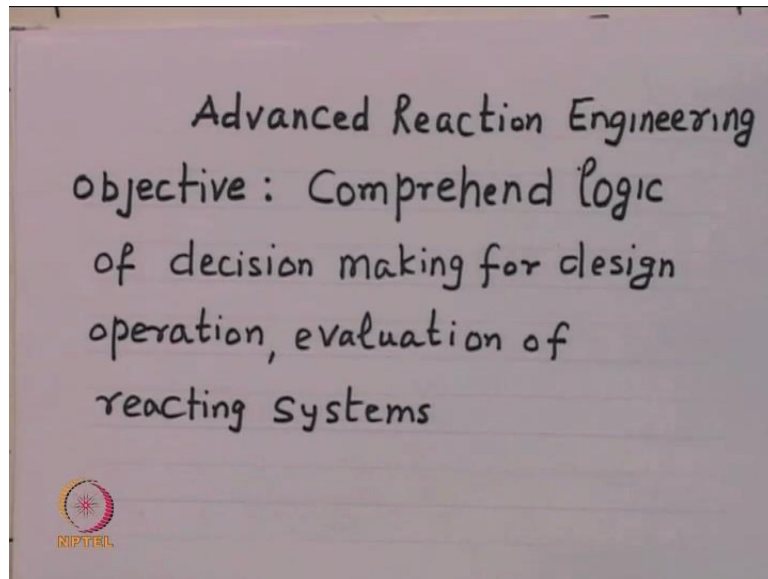 Advanced Reaction Engineering
objective: Comprehend logic
of decision making for design
operation, evaluation of
reacting systems
NPTEL